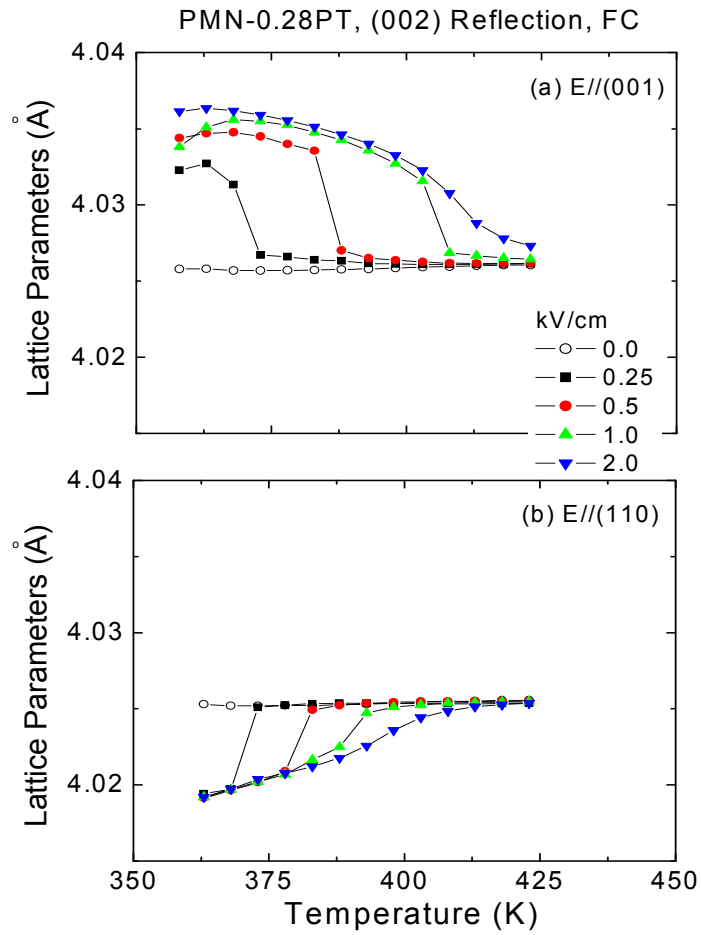 PMN-0.28PT, (002) Reflection, FC
4.04
(a) E//(001)
4.03
Lattice Parameters (Å)
4.02
kV/cm
0.0
0.25
0.5
1.0
2.0
4.04
(b) E//(110)
4.03
Lattice Parameters (Å)
4.02
350
375
400
425
450
Temperature (K)